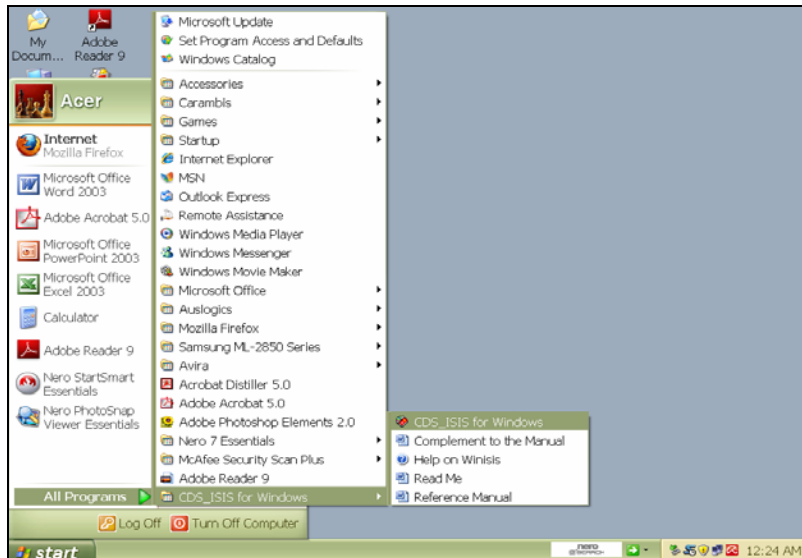 My
Docum...
Adobe
Reader 9
Acer
Internet
Mozilla Firefox
Microsoft Office
Word 2003
Adobe Acrobat 5.0
Microsoft Office
PowerPoint 2003
Microsoft Office
Excel 2003
Calculator
Adobe Reader 9
Nero StartSmart
Essentials
Nero PhotoSnap
Viewer Essentials
All Programs
Microsoft Update
Set Program Access and Defaults
Windows Catalog
Accessories
Carambis
Games
Startup
Internet Explorer
MSN
Outlook Express
Remote Assistance
Windows Media Player
Windows Messenger
Windows Movie Maker
Microsoft Office
Auslogics
Mozilla Firefox
Samsung ML-2850 Series
Avira
Acrobat Distiller 5.0
Adobe Acrobat 5.0
Adobe Photoshop Elements 2.0
Nero 7 Essentials
McAfee Security Scan Plus
Adobe Reader 9
CDS_ISIS for Windows
CDS_ISIS for Windows
Complement to the Manual
Help on Winisis
Read Me
Reference Manual
Log Off
Turn Off Computer
start
nero
12:24 AM